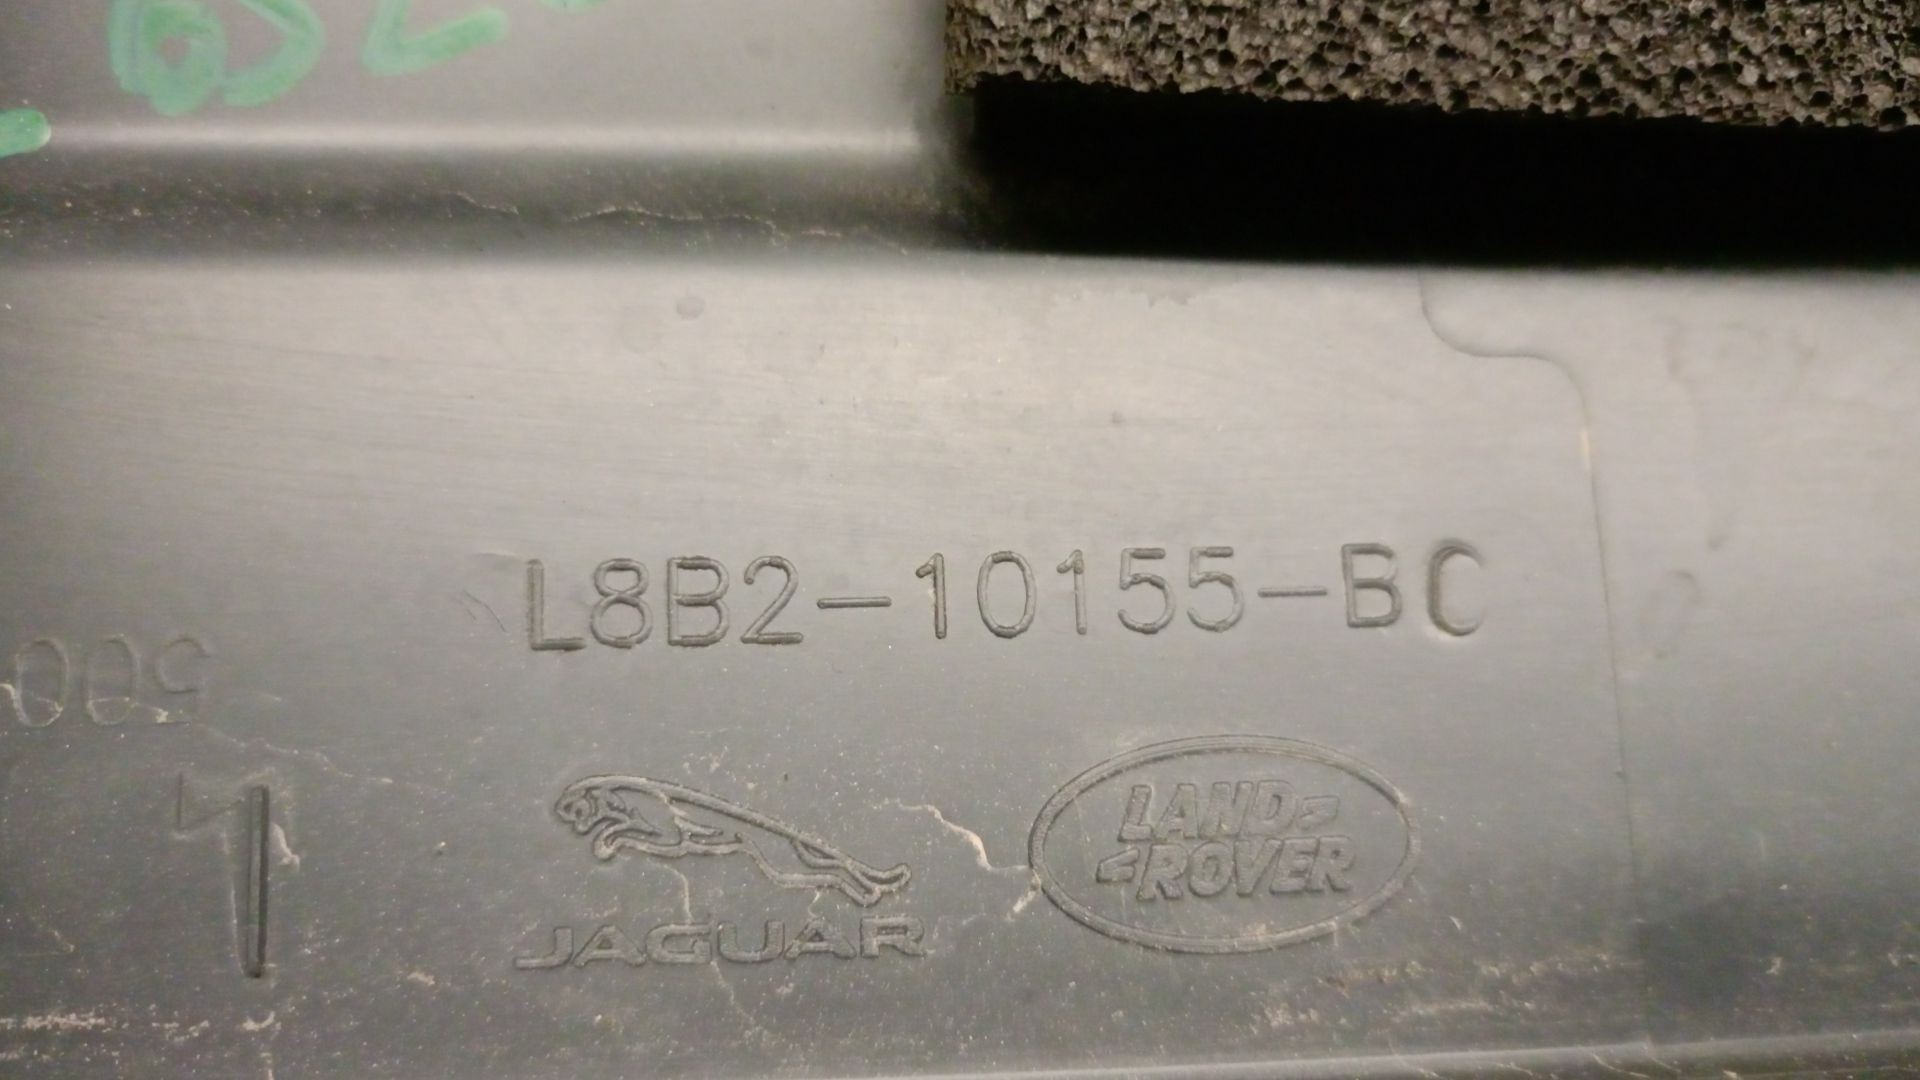 L8B2-10155-BC
JAGUAR
LAND
ROVER